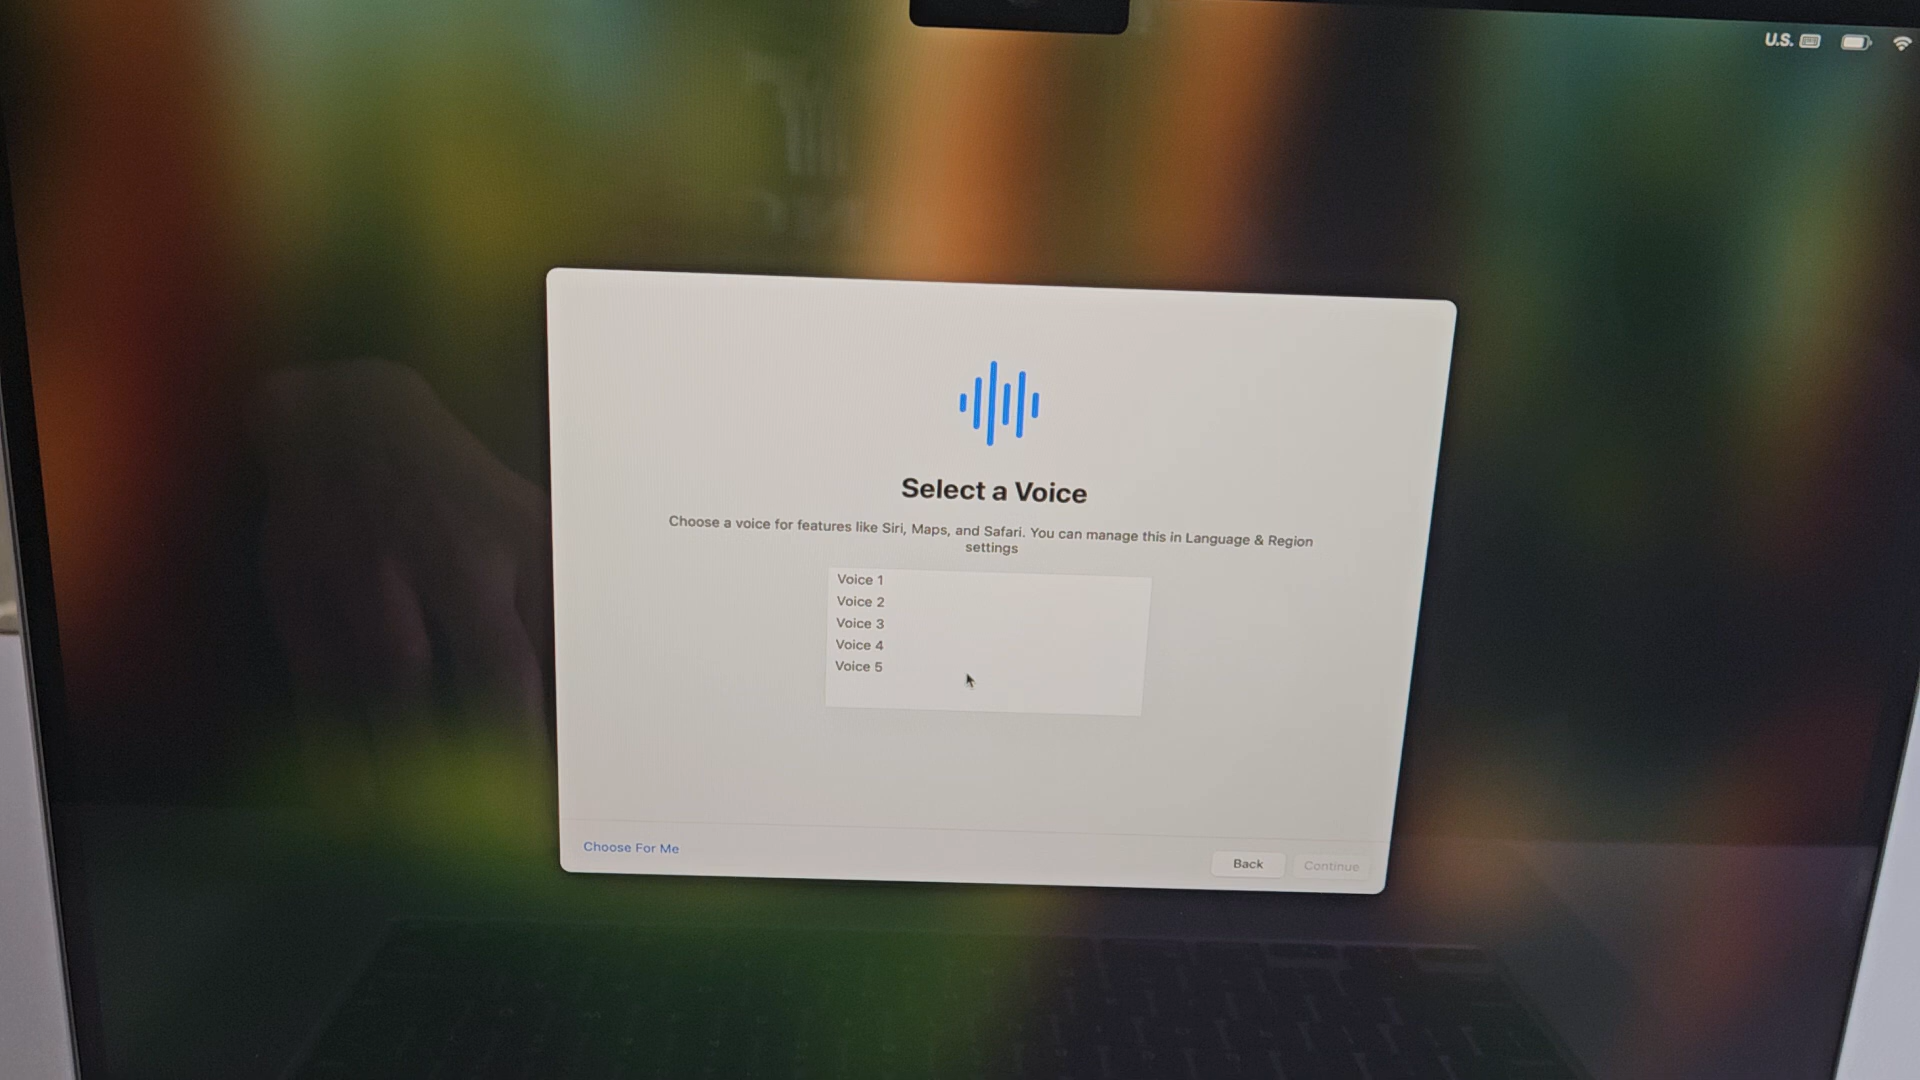 U.S.
Select a Voice
Choose a voice for features like Siri, Maps, and Safari. You can manage this in Language & Region
settings
Voice 1
Voice 2
Voice 3
Voice 4
Voice 5
Choose For Me
Back
Continue